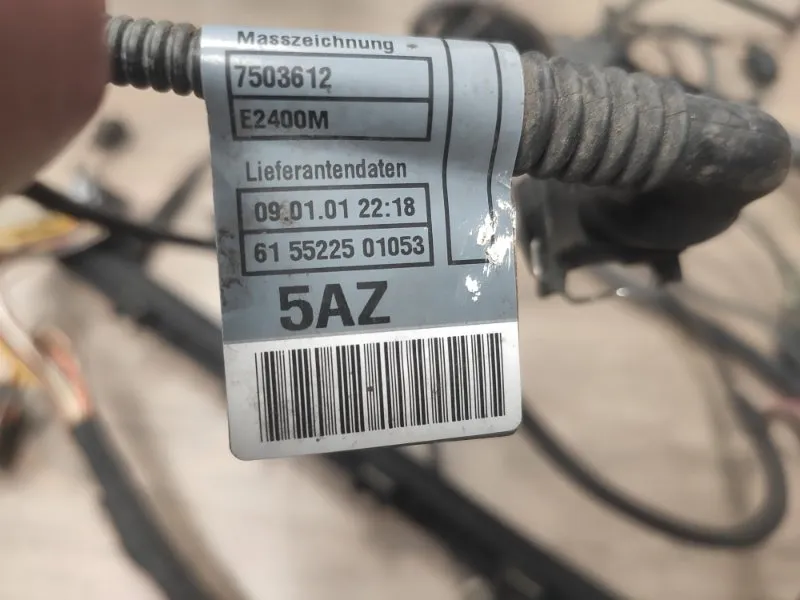 Masszeichnung
7503612
E2400M
Lieferantendaten
09.01.01 22:18
61 55225 01053
5AZ